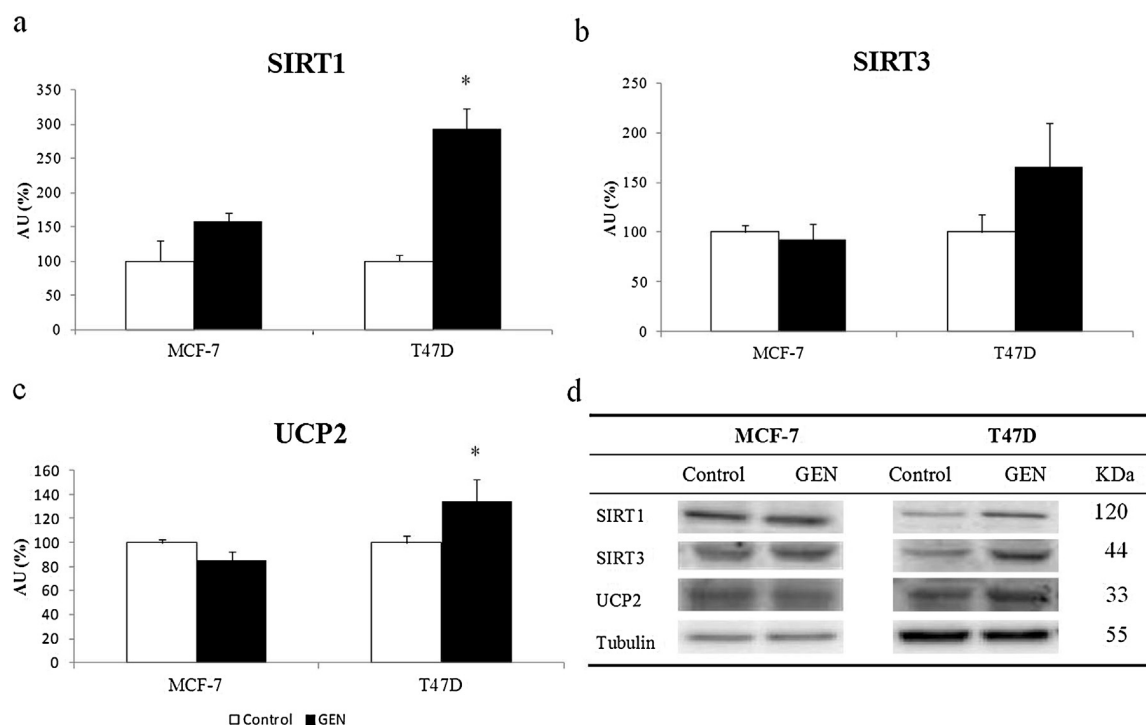 a
SIRT1
*
350
300
250
200
150
100
50
0
AU (%)
MCF-7
T47D
b
SIRT3
250
200
150
100
50
0
AU (%)
MCF-7
T47D
c
UCP2
*
160
140
120
100
80
60
40
20
0
AU (%)
MCF-7
T47D
Control GEN
d
MCF-7 T47D
Control GEN Control GEN KDa
SIRT1 120
SIRT3 44
UCP2 33
Tubulin 55